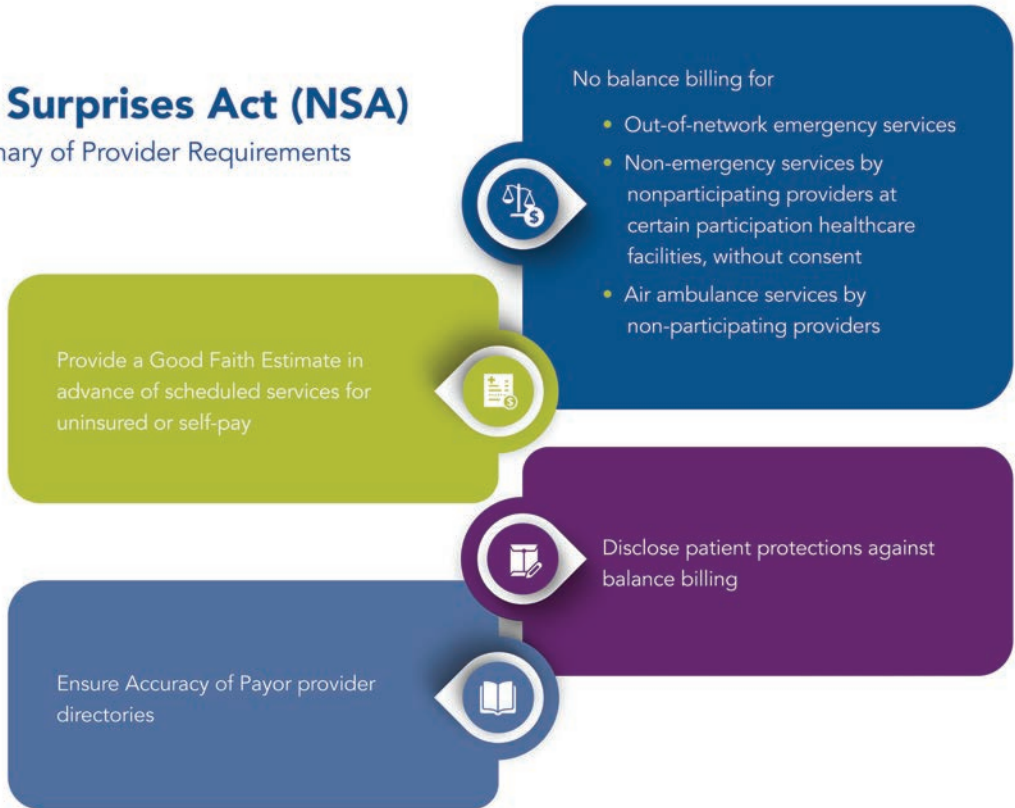 Surprises Act (NSA)
nary of Provider Requirements
No balance billing for
• Out-of-network emergency services
• Non-emergency services by
nonparticipating providers at
certain participation healthcare
facilities, without consent
• Air ambulance services by
non-participating providers
Provide a Good Faith Estimate in
advance of scheduled services for
uninsured or self-pay
Disclose patient protections against
balance billing
Ensure Accuracy of Payor provider
directories